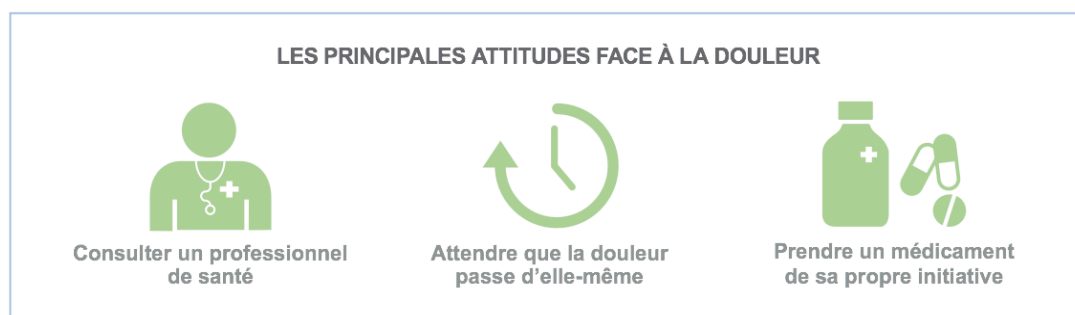 LES PRINCIPALES ATTITUDES FACE À LA DOULEUR
Consulter un professionnel
de santé
Attendre que la douleur
passe d'elle-même
Prendre un médicament
de sa propre initiative